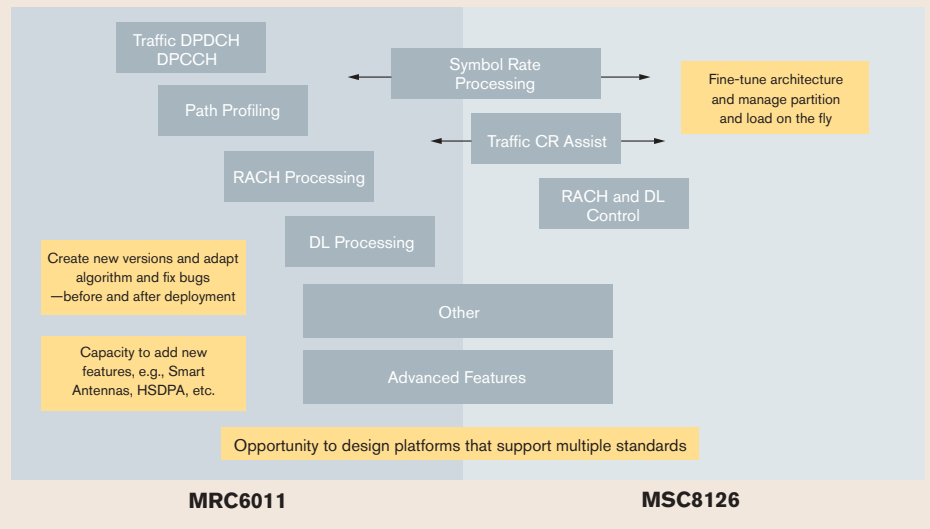 Traffic DPDCH
DPCCH
Symbol Rate
Processing
Fine-tune architecture
and manage partition
and load on the fly
Path Profiling
Traffic CR Assist
RACH Processing
RACH and DL
Control
DL Processing
Create new versions and adapt
algorithm and fix bugs
—before and after deployment
Other
Capacity to add new
features, e.g., Smart
Antennas, HSDPA, etc.
Advanced Features
Opportunity to design platforms that support multiple standards
MRC6011
MSC8126